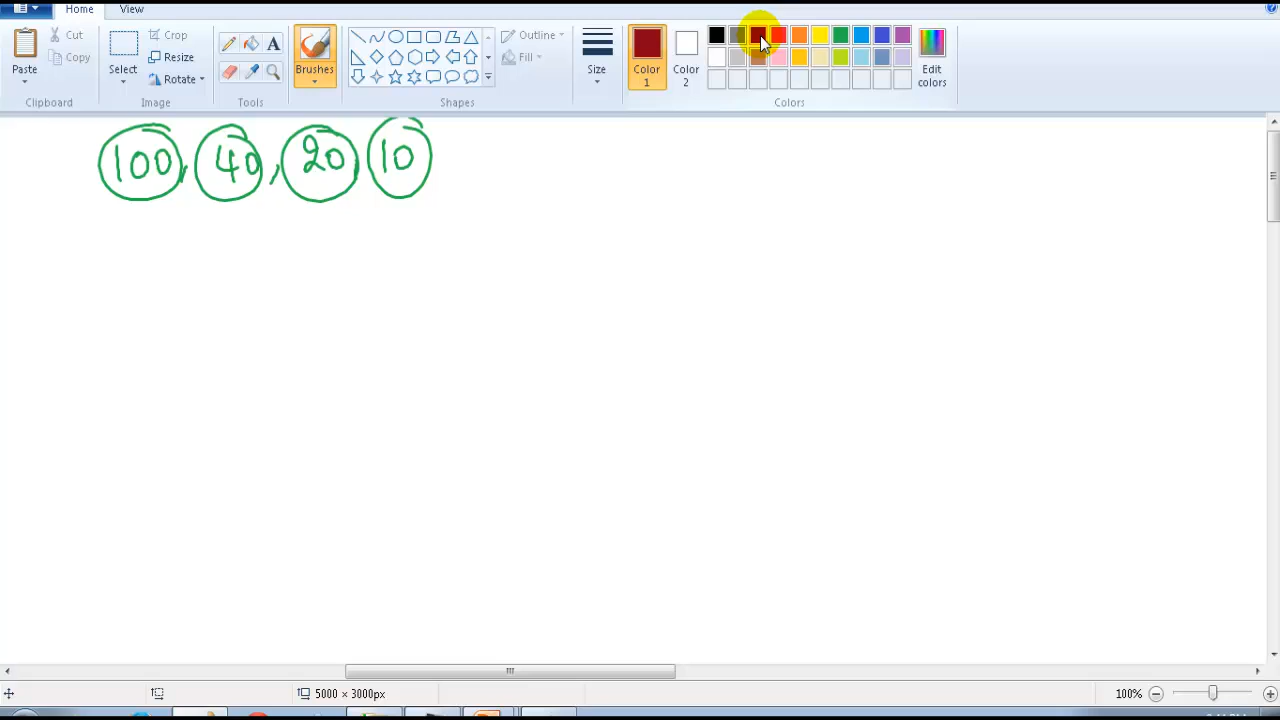 Home View
Cut
Copy
Paste
Clipboard
Crop
Resize
Rotate
Select
Image
A
Tools
Brushes
Outline
Fill
Shapes
Size
Color 1
Color 2
Edit colors
Colors
100, 40, 20 10
5000 × 3000px
100%